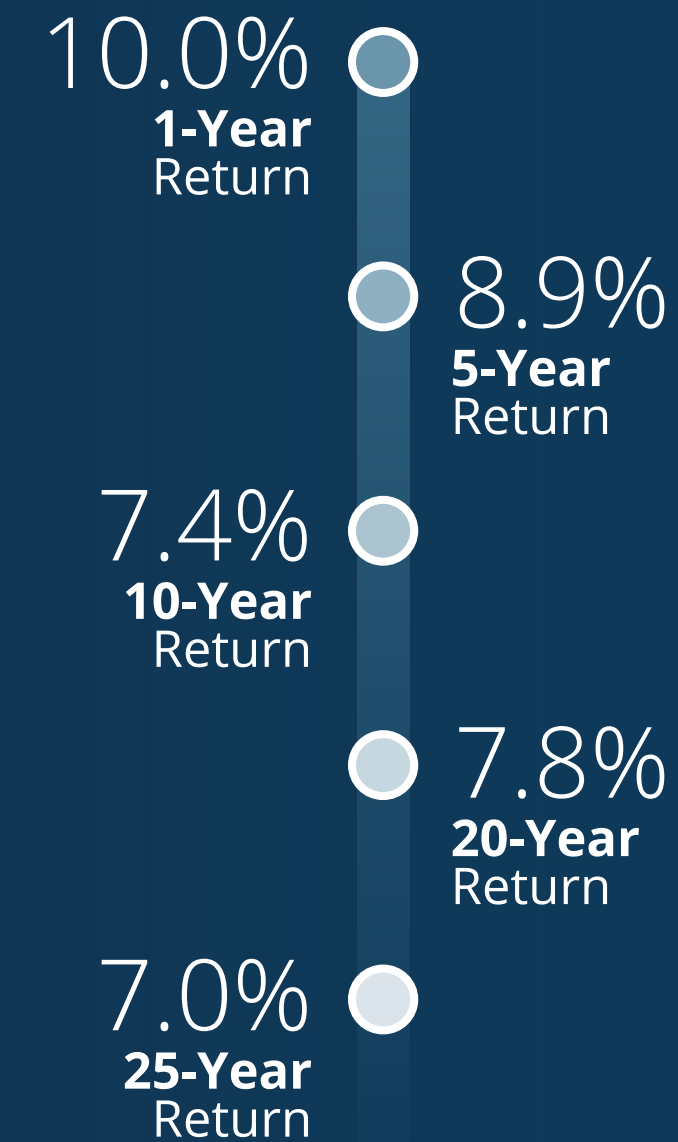 10.0%
1-Year
Return
8.9%
5-Year
Return
7.4%
10-Year
Return
7.8%
20-Year
Return
7.0%
25-Year
Return